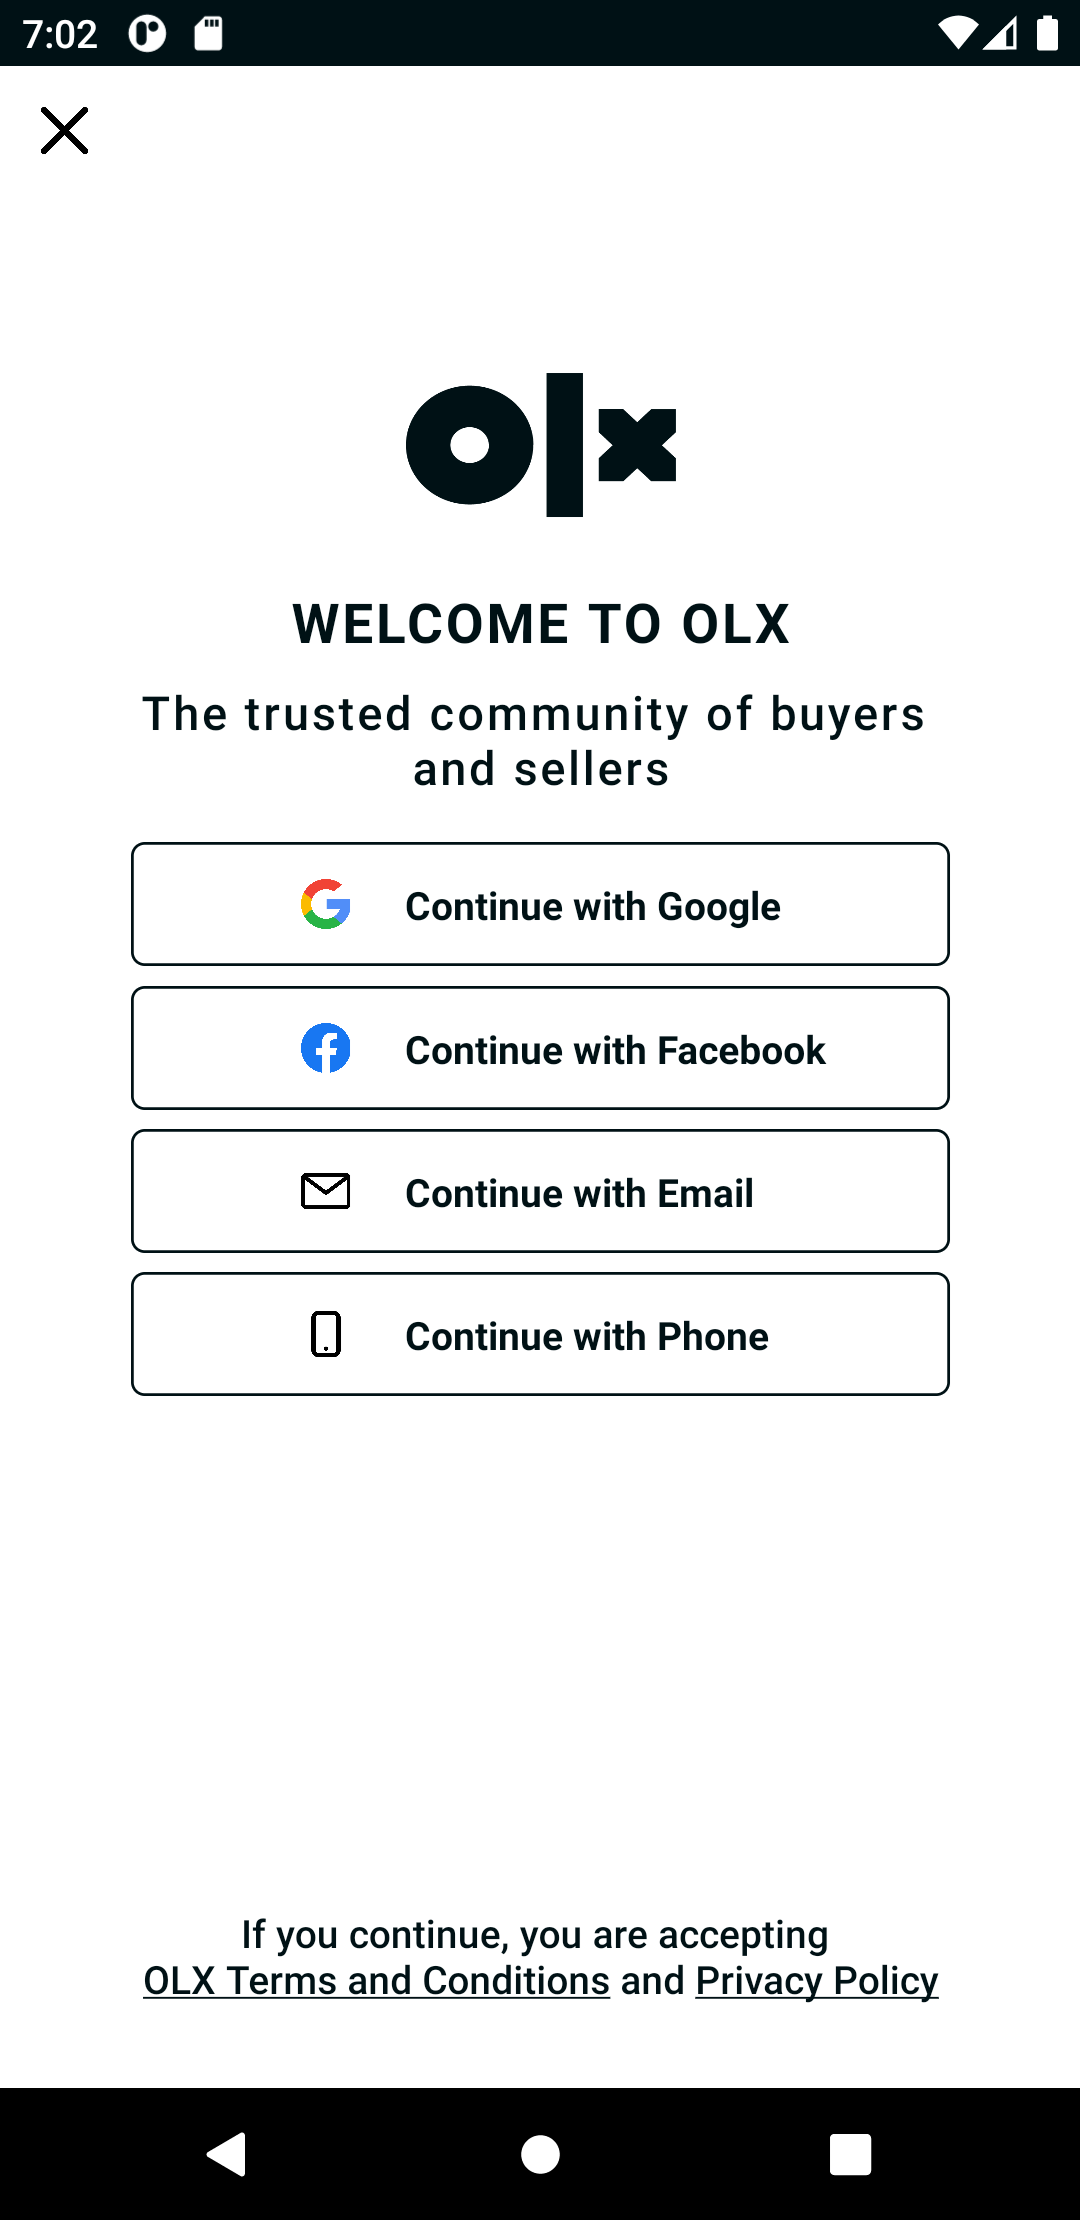 7:02
olx
WELCOME TO OLX
The trusted community of buyers
and sellers
Continue with Google
Continue with Facebook
Continue with Email
Continue with Phone
If you continue, you are accepting
OLX Terms and Conditions and Privacy Policy